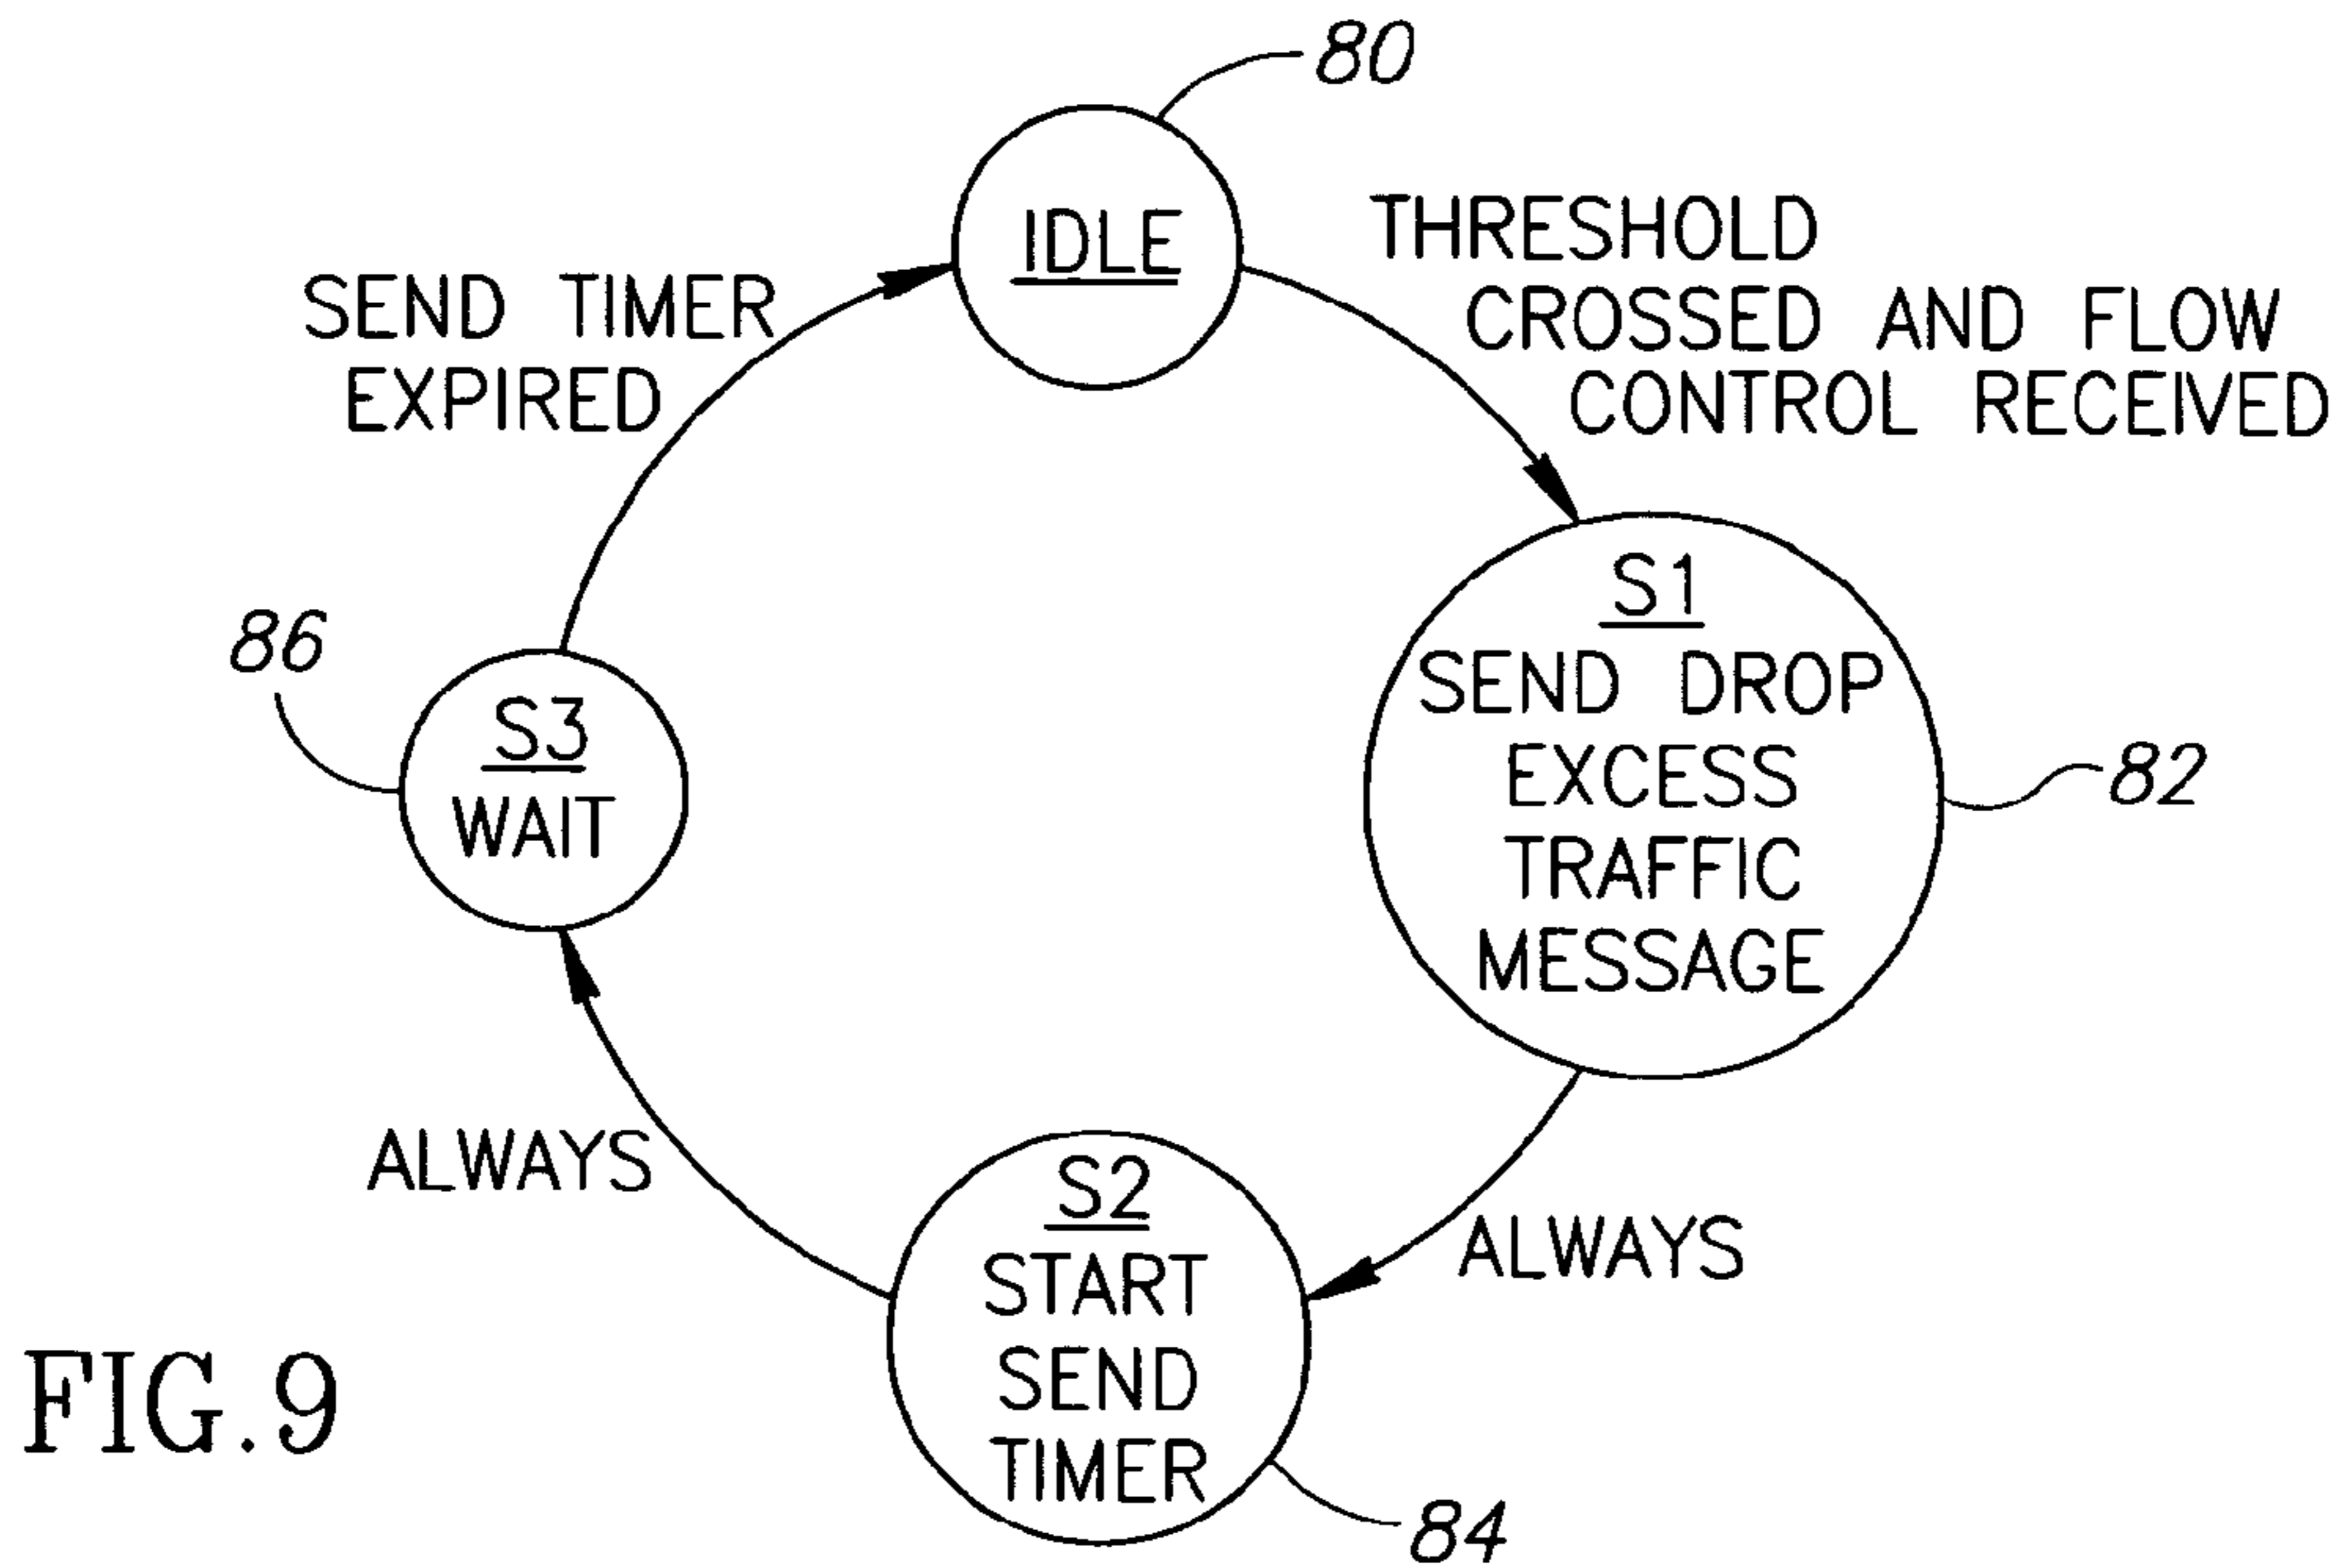 80
IDLE
THRESHOLD
CROSSED AND FLOW
CONTROL RECEIVED
SEND TIMER
EXPIRED
S1
SEND DROP
EXCESS
TRAFFIC
MESSAGE
82
86
S3
WAIT
ALWAYS
ALWAYS
S2
START
SEND
TIMER
84
FIG.9